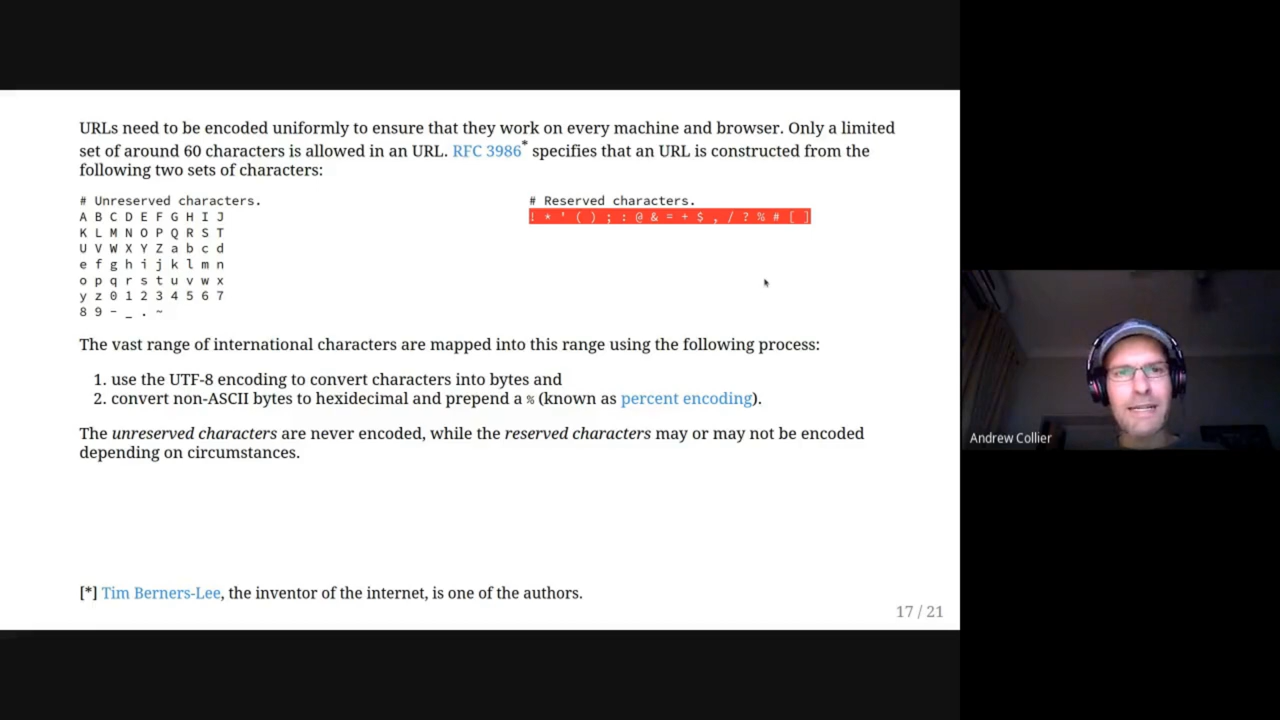 URLs need to be encoded uniformly to ensure that they work on every machine and browser. Only a limited
set of around 60 characters is allowed in an URL. RFC 3986* specifies that an URL is constructed from the
following two sets of characters:
# Unreserved characters.
A B C D E F G H I J
K L M N O P Q R S T
U V W X Y Z a b c d
e f g h i j k l m n
o p q r s t u v w x
y z 0 1 2 3 4 5 6 7
8 9 - _ . ~
# Reserved characters.
! * ' ( ) ; : @ & = + $ , / ? % # [ ]
The vast range of international characters are mapped into this range using the following process:
1. use the UTF-8 encoding to convert characters into bytes and
2. convert non-ASCII bytes to hexidecimal and prepend a % (known as percent encoding).
The unreserved characters are never encoded, while the reserved characters may or may not be encoded
depending on circumstances.
[*] Tim Berners-Lee, the inventor of the internet, is one of the authors.
17 / 21
Andrew Collier